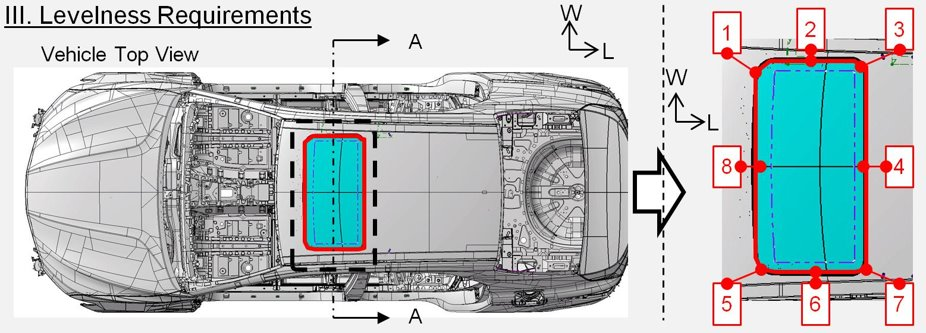 III. Levelness Requirements
Vehicle Top View
A
W
L
A
W
L
1
2
3
8
4
5
6
7